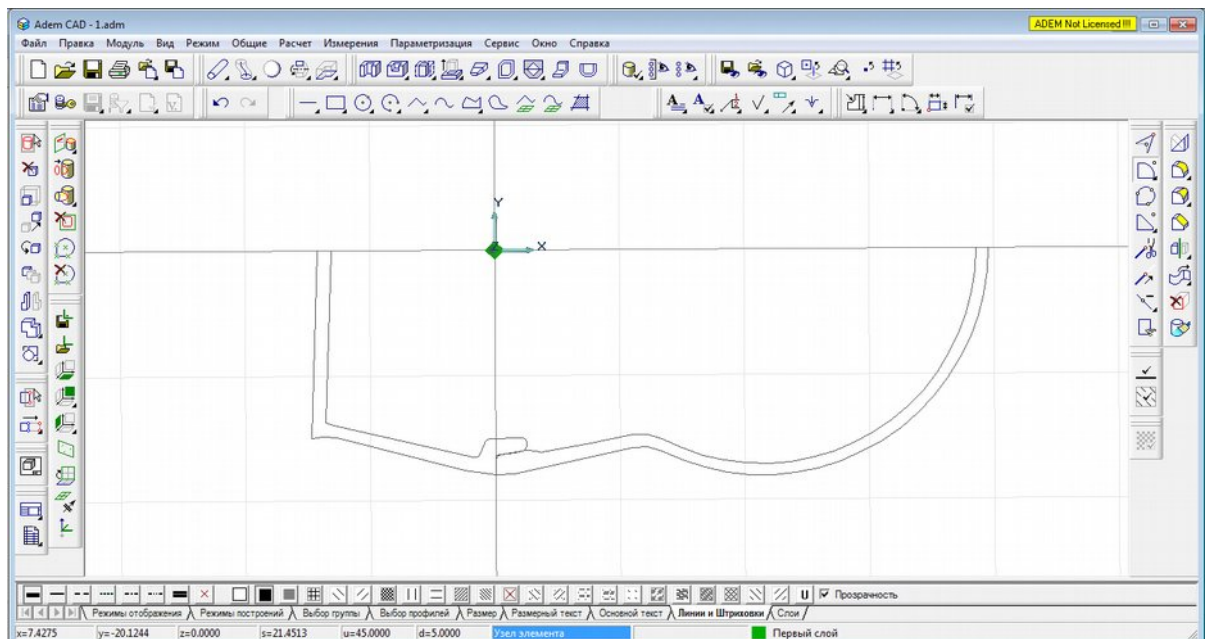 Adem CAD - 1.adm
ADEM Not Licensed !!!
Файл Правка Модуль Вид Режим Общие Расчет Измерения Параметризация Сервис Окно Справка
Y
X
U Прозрачность
Режимы отображения Режимы построений Выбор группы Выбор профилей Размер Размерный текст Основной текст Линии и Штриховки Слои
x=7.4275 y=-20.1244 z=0.0000 s=21.4513 u=45.0000 d=5.0000 Узел элемента Первый слой